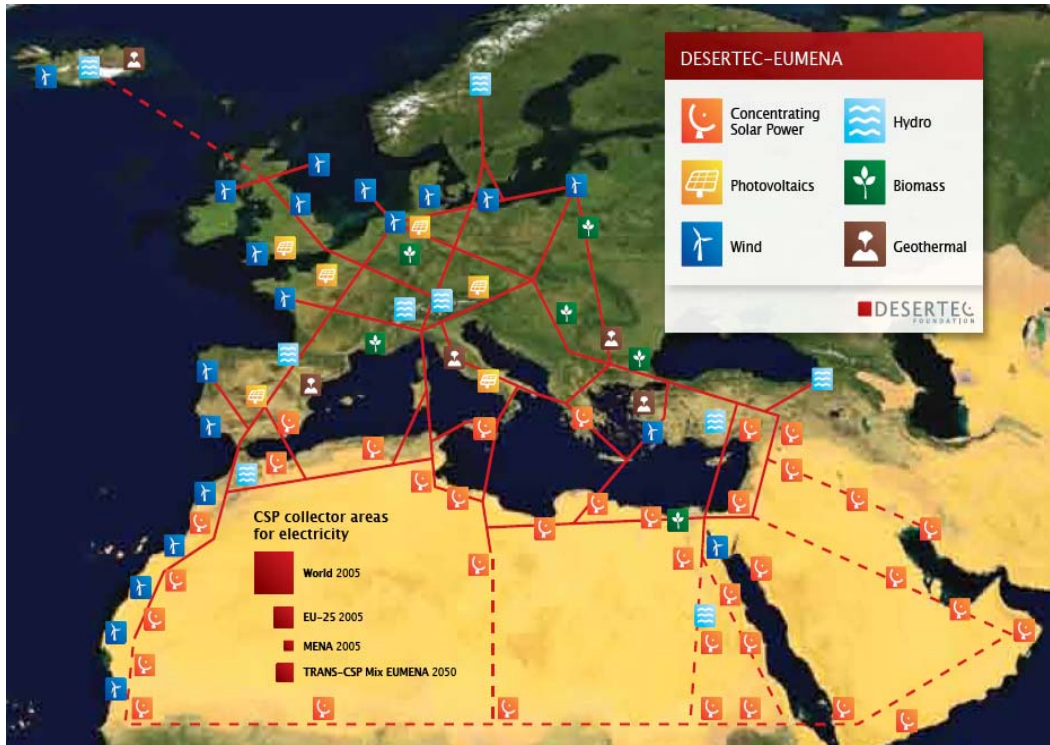 DESERTEC-EUMENA
Concentrating
Solar Power
Hydro
Photovoltaics
Biomass
Wind
Geothermal
DESERTEC
FOUNDATION
CSP collector areas
for electricity
World 2005
EU-25 2005
MENA 2005
TRANS-CSP Mix EUMENA 2050